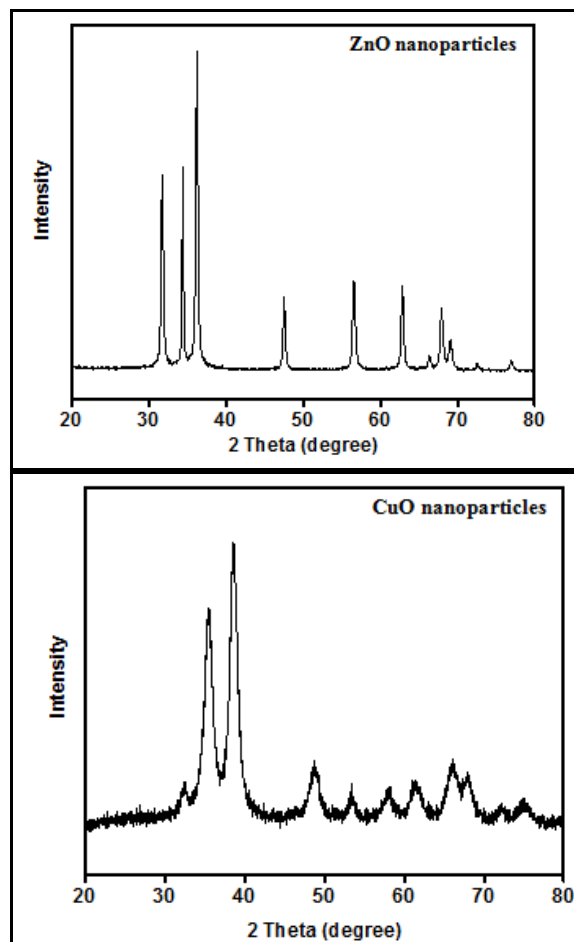 ZnO nanoparticles
Intensity
20 30 40 50 60 70 80
2 Theta (degree)
CuO nanoparticles
Intensity
20 30 40 50 60 70 80
2 Theta (degree)